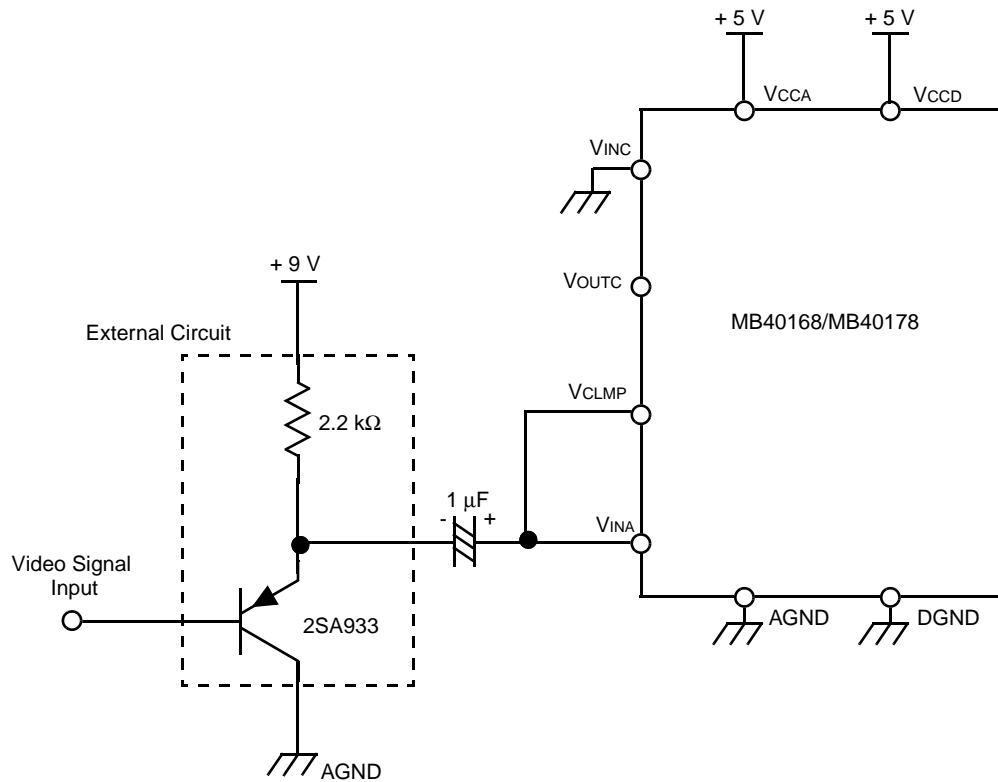 + 5 V
+ 5 V
VCCA
VCCD
VINC
+ 9 V
VOUTC
MB40168/MB40178
External Circuit
VCLMP
2.2 kΩ
1 μF
- +
VINA
Video Signal
Input
2SA933
AGND
DGND
AGND